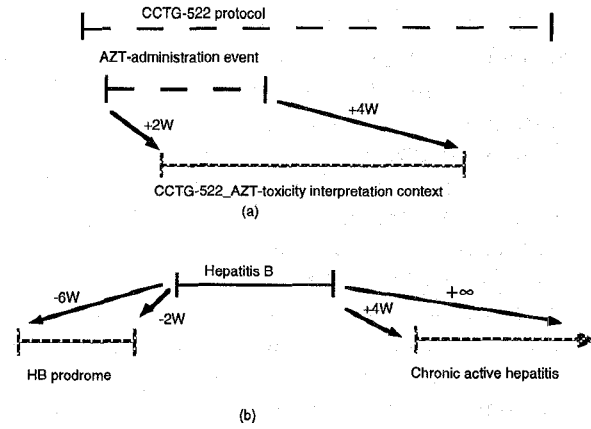 CCTG-522 protocol
AZT-administration event
+2W
+4W
CCTG-522_AZT-toxicity interpretation context
(a)
Hepatitis B
-6W
-2W
+4W
+∞
HB prodrome
Chronic active hepatitis
(b)